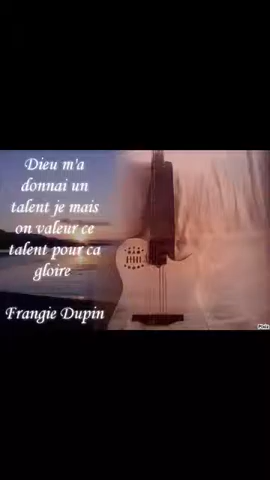 Dieu m'a
donnai un
talent je mais
on valeur ce
talent pour ca
gloire
Frangie Dupin